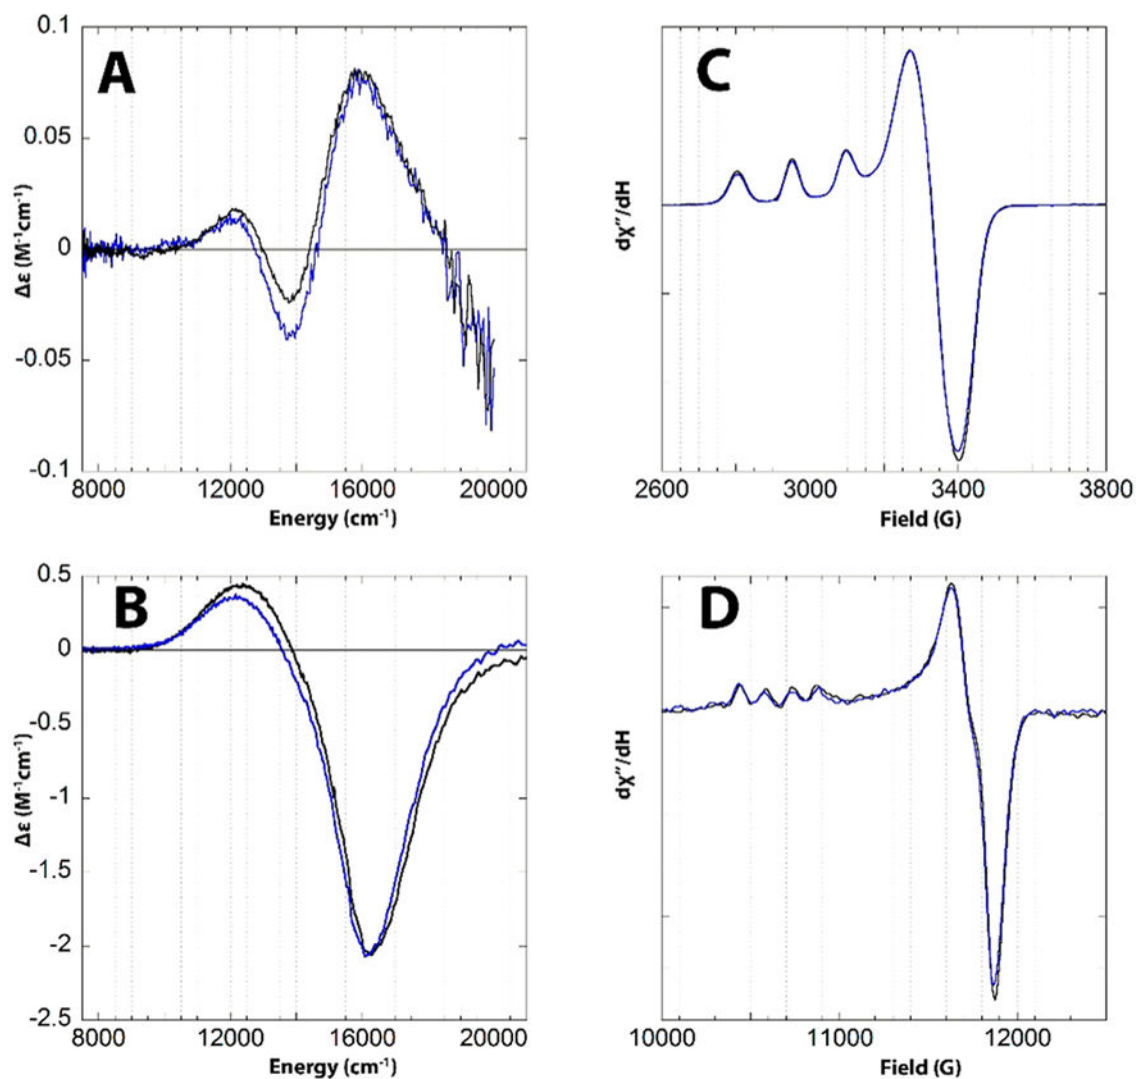 A
0.1
0.05
0
-0.05
-0.1
Δε (M⁻¹cm⁻¹)
8000 12000 16000 20000
Energy (cm⁻¹)
C
dχ″/dH
2600 3000 3400 3800
Field (G)
B
0.5
0
-0.5
-1
-1.5
-2
-2.5
Δε (M⁻¹cm⁻¹)
8000 12000 16000 20000
Energy (cm⁻¹)
D
dχ″/dH
10000 11000 12000
Field (G)